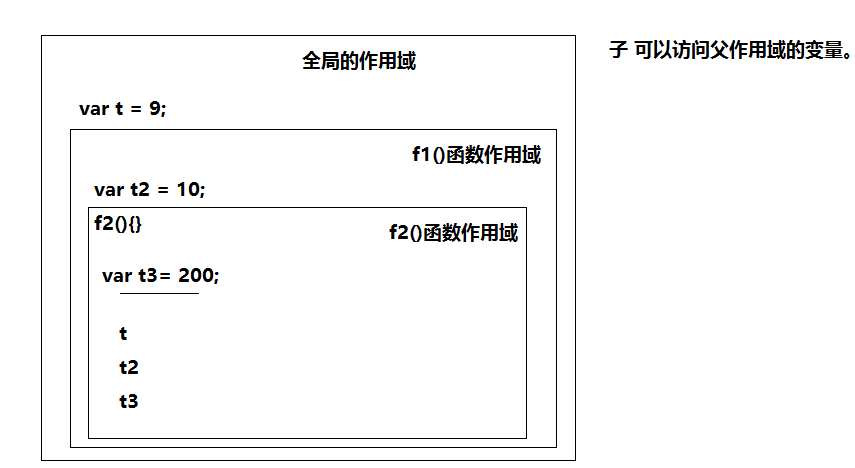 全局的作用域
子 可以访问父作用域的变量。
var t = 9;
f1()函数作用域
var t2 = 10;
f2(){}
f2()函数作用域
var t3= 200;
t
t2
t3